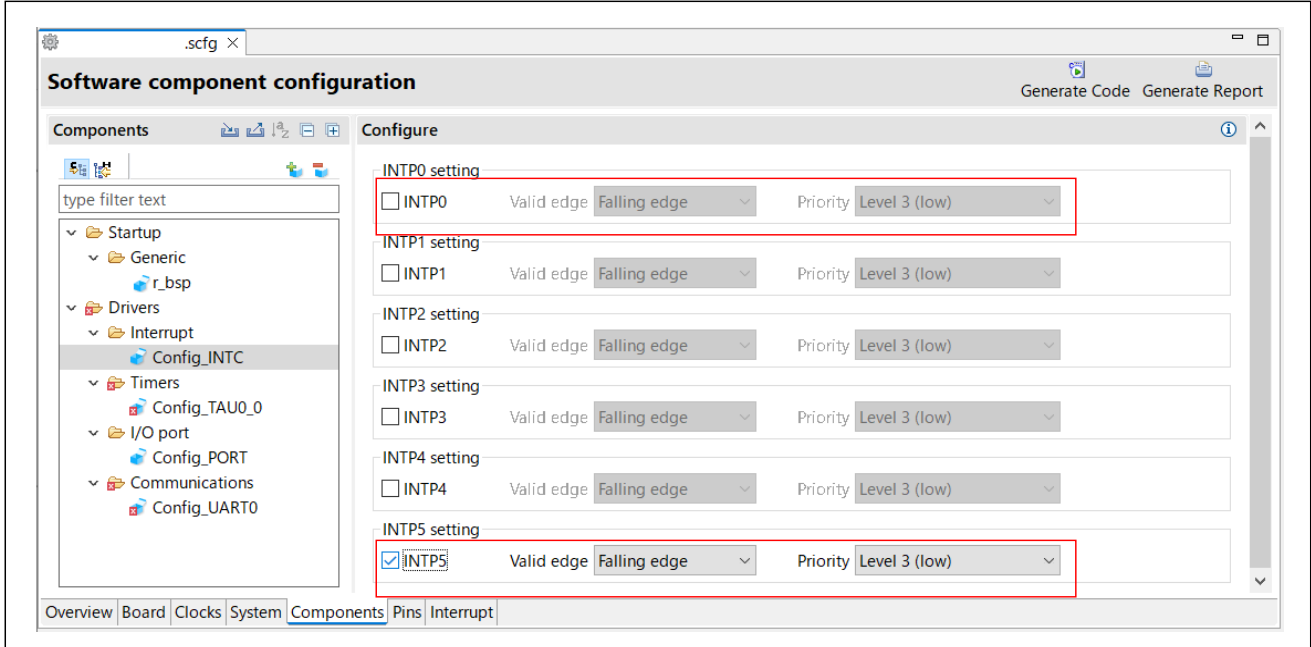 .scfg
Software component configuration
Generate Code Generate Report
Components
Configure
type filter text
Startup
Generic
r_bsp
Drivers
Interrupt
Config_INTC
Timers
Config_TAU0_0
I/O port
Config_PORT
Communications
Config_UART0
INTP0 setting
INTP0 Valid edge Falling edge Priority Level 3 (low)
INTP1 setting
INTP1 Valid edge Falling edge Priority Level 3 (low)
INTP2 setting
INTP2 Valid edge Falling edge Priority Level 3 (low)
INTP3 setting
INTP3 Valid edge Falling edge Priority Level 3 (low)
INTP4 setting
INTP4 Valid edge Falling edge Priority Level 3 (low)
INTP5 setting
INTP5 Valid edge Falling edge Priority Level 3 (low)
Overview Board Clocks System Components Pins Interrupt